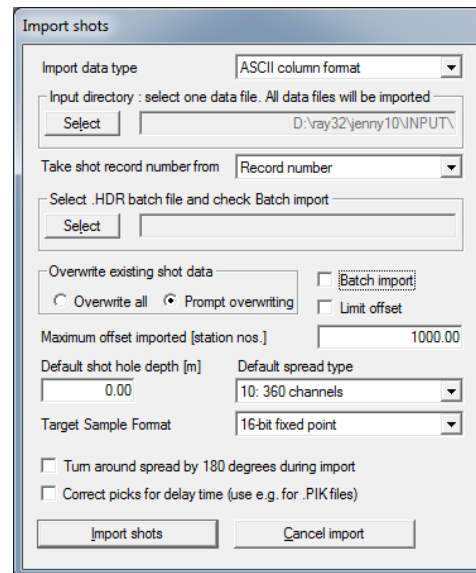 Import shots
Import data type ASCII column format
Input directory : select one data file. All data files will be imported
Select D:\ray32\jenny10\INPUT\
Take shot record number from Record number
Select .HDR batch file and check Batch import
Select
Overwrite existing shot data
Batch import
Overwrite all Prompt overwriting
Limit offset
Maximum offset imported [station nos.] 1000.00
Default shot hole depth [m] Default spread type
0.00 10: 360 channels
Target Sample Format 16-bit fixed point
Turn around spread by 180 degrees during import
Correct picks for delay time (use e.g. for .PIK files)
Import shots Cancel import